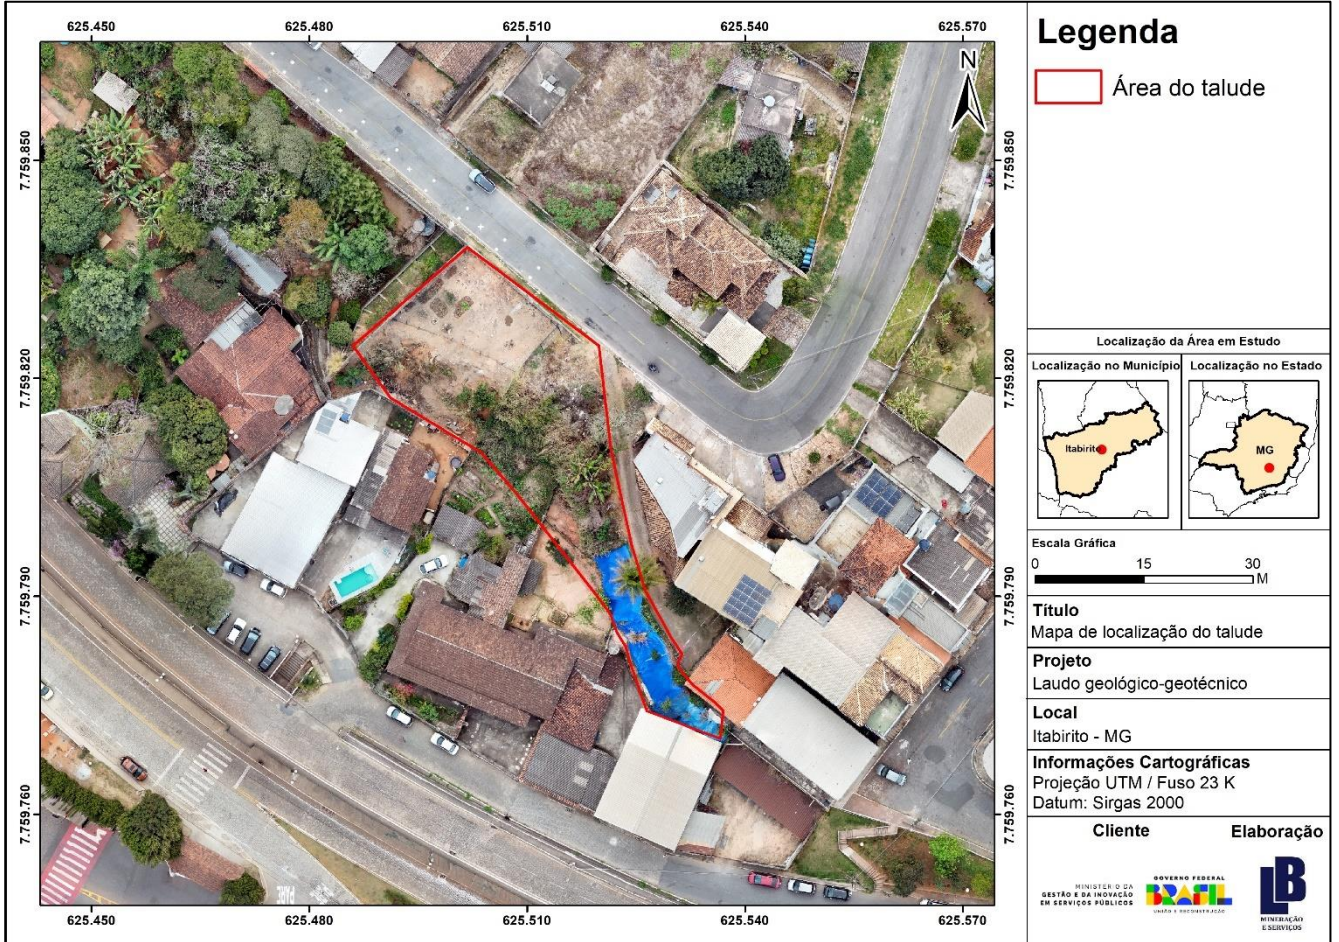 625.450
625.480
625.510
625.540
625.570
7.759.850
7.759.820
7.759.790
7.759.760
N
7.759.850
7.759.820
7.759.790
7.759.760
625.450
625.480
625.510
625.540
625.570
PARE
Legenda
Área do talude
Localização da Área em Estudo
Localização no Município
Localização no Estado
Itabirito
MG
Escala Gráfica
0 15 30 M
Título
Mapa de localização do talude
Projeto
Laudo geológico-geotécnico
Local
Itabirito - MG
Informações Cartográficas
Projeção UTM / Fuso 23 K
Datum: Sirgas 2000
Cliente
Elaboração
MINISTÉRIO DA
GESTÃO E DA INOVAÇÃO
EM SERVIÇOS PÚBLICOS
GOVERNO FEDERAL
BRASIL
UNIÃO E RECONSTRUÇÃO
LB
MINERAÇÃO
E SERVIÇOS